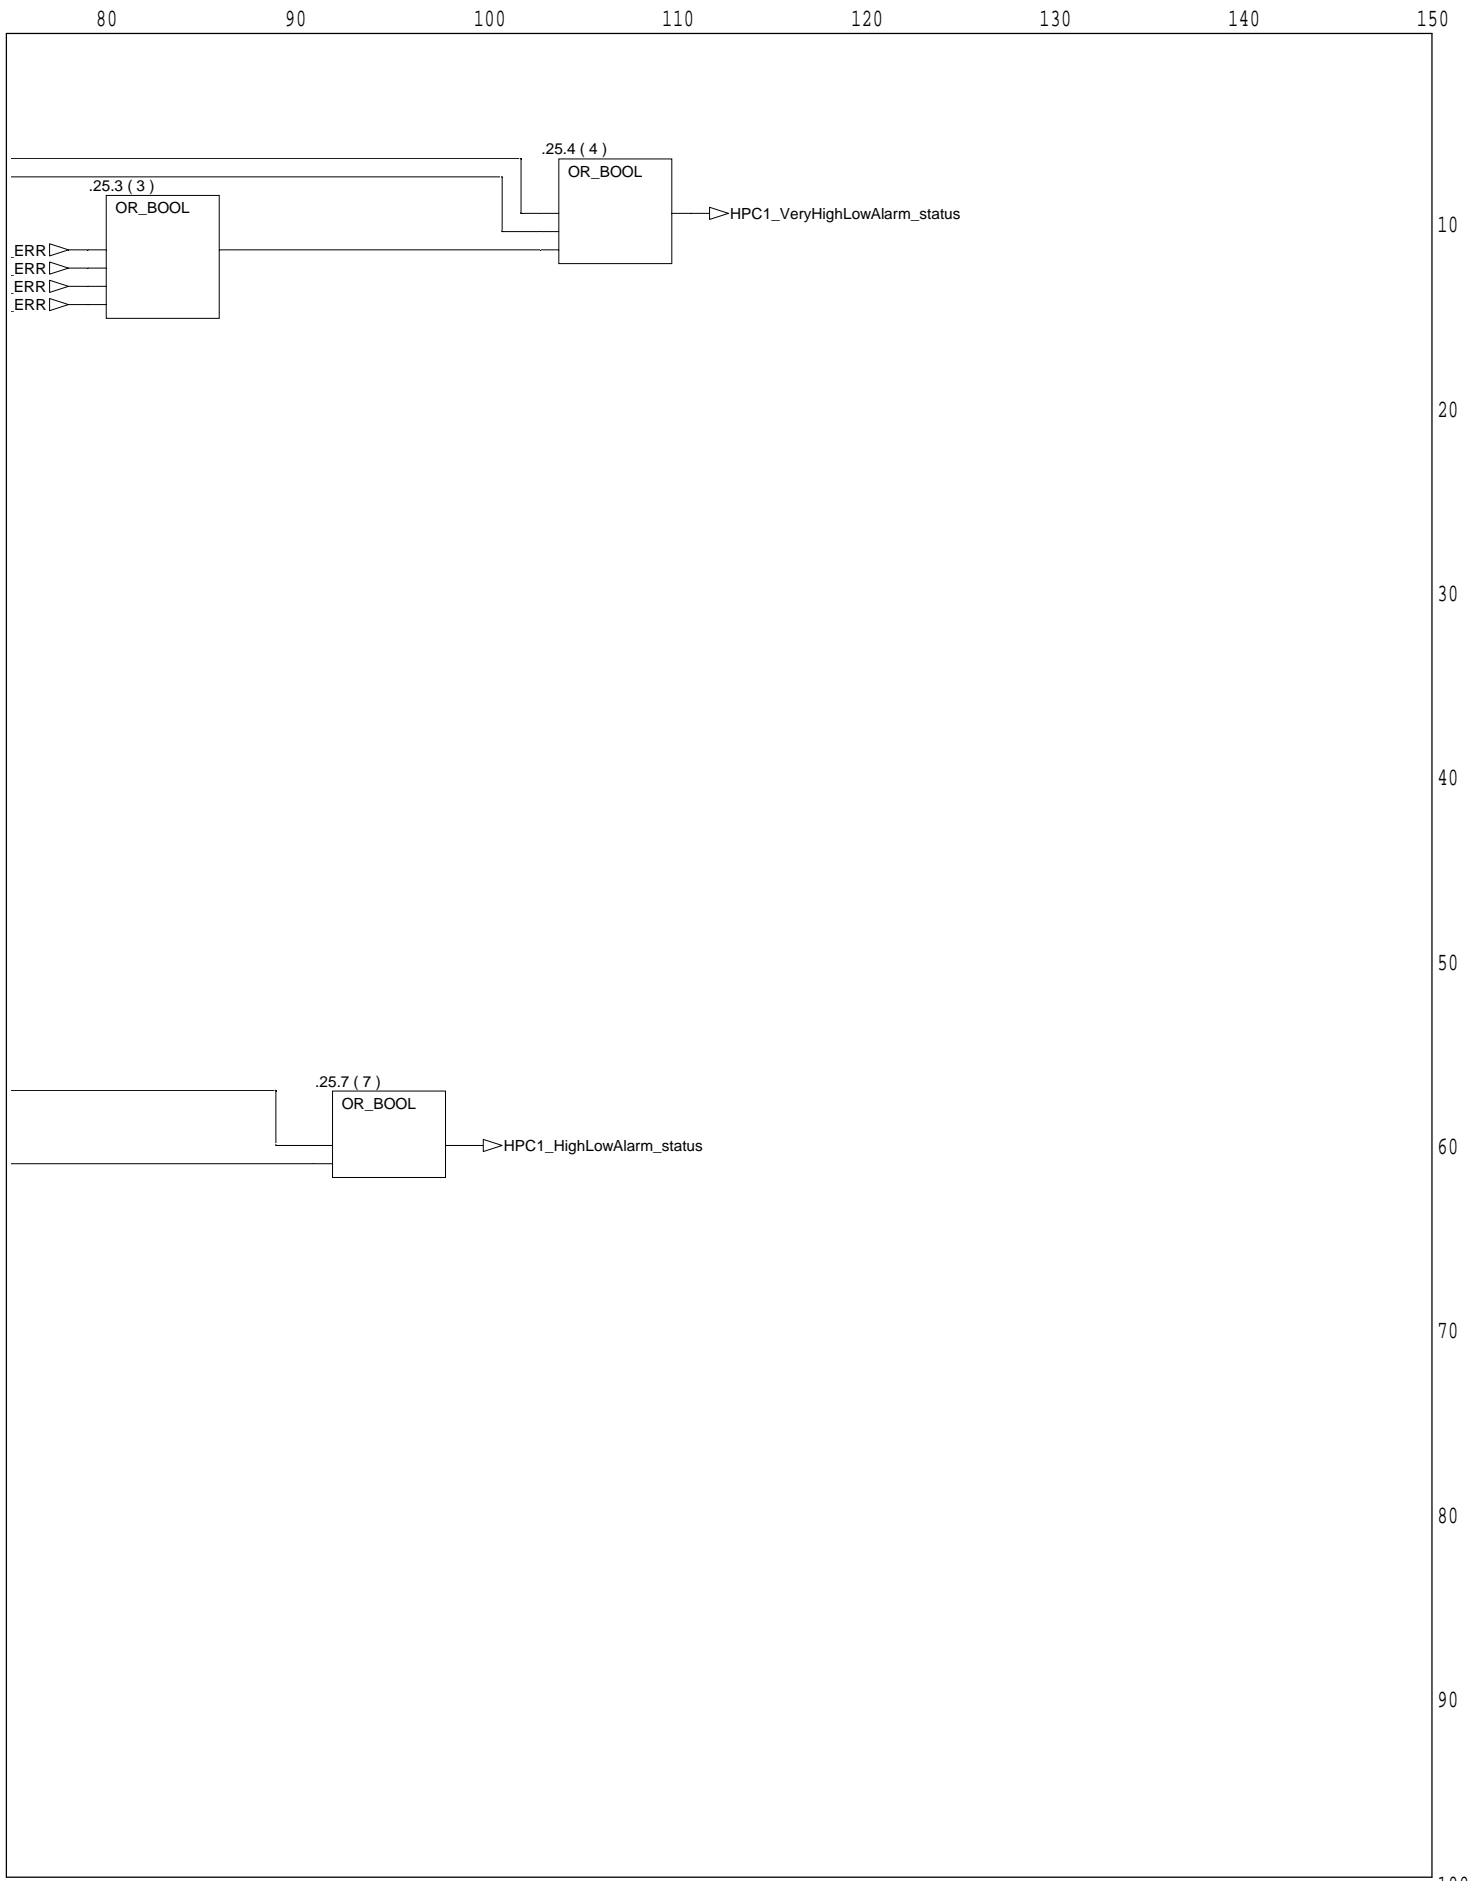 80 90 100 110 120 130 140 150
.25.4 ( 4 )
OR_BOOL
.25.3 ( 3 )
OR_BOOL
HPC1_VeryHighLowAlarm_status
10
_ERR
_ERR
_ERR
_ERR
20
30
40
50
.25.7 ( 7 )
OR_BOOL
HPC1_HighLowAlarm_status
60
70
80
90